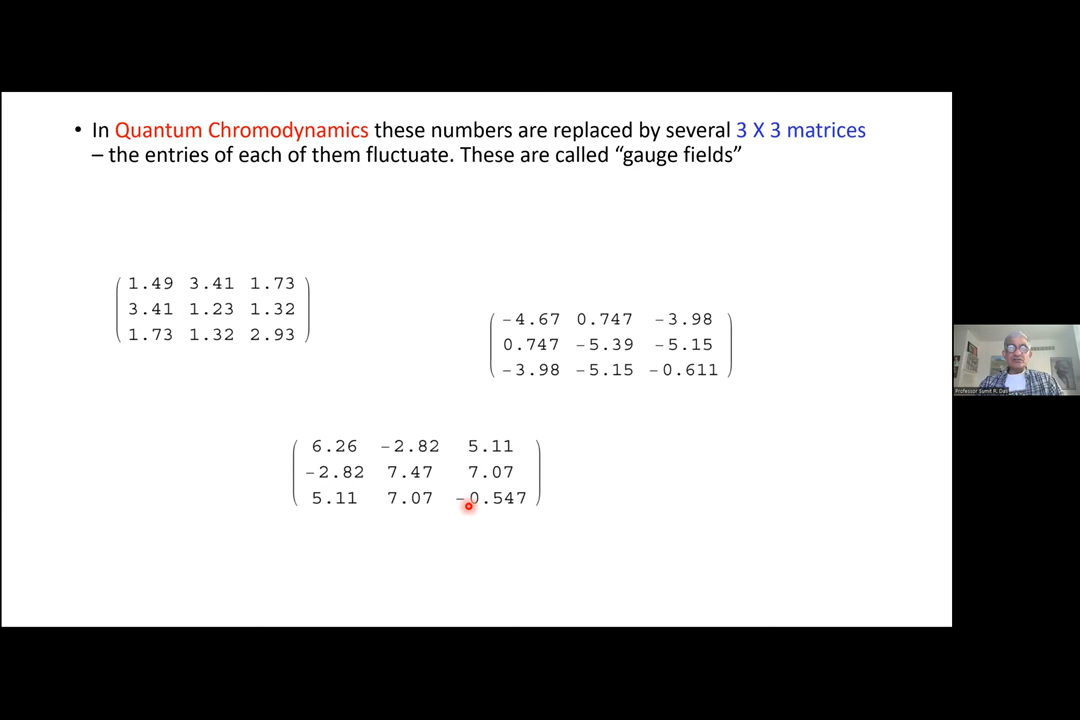 • In Quantum Chromodynamics these numbers are replaced by several 3 X 3 matrices
– the entries of each of them fluctuate. These are called “gauge fields”
1.49 3.41 1.73
3.41 1.23 1.32
1.73 1.32 2.93
-4.67 0.747 -3.98
0.747 -5.39 -5.15
-3.98 -5.15 -0.611
6.26 -2.82 5.11
-2.82 7.47 7.07
5.11 7.07 -0.547
Professor Sumit R. Das